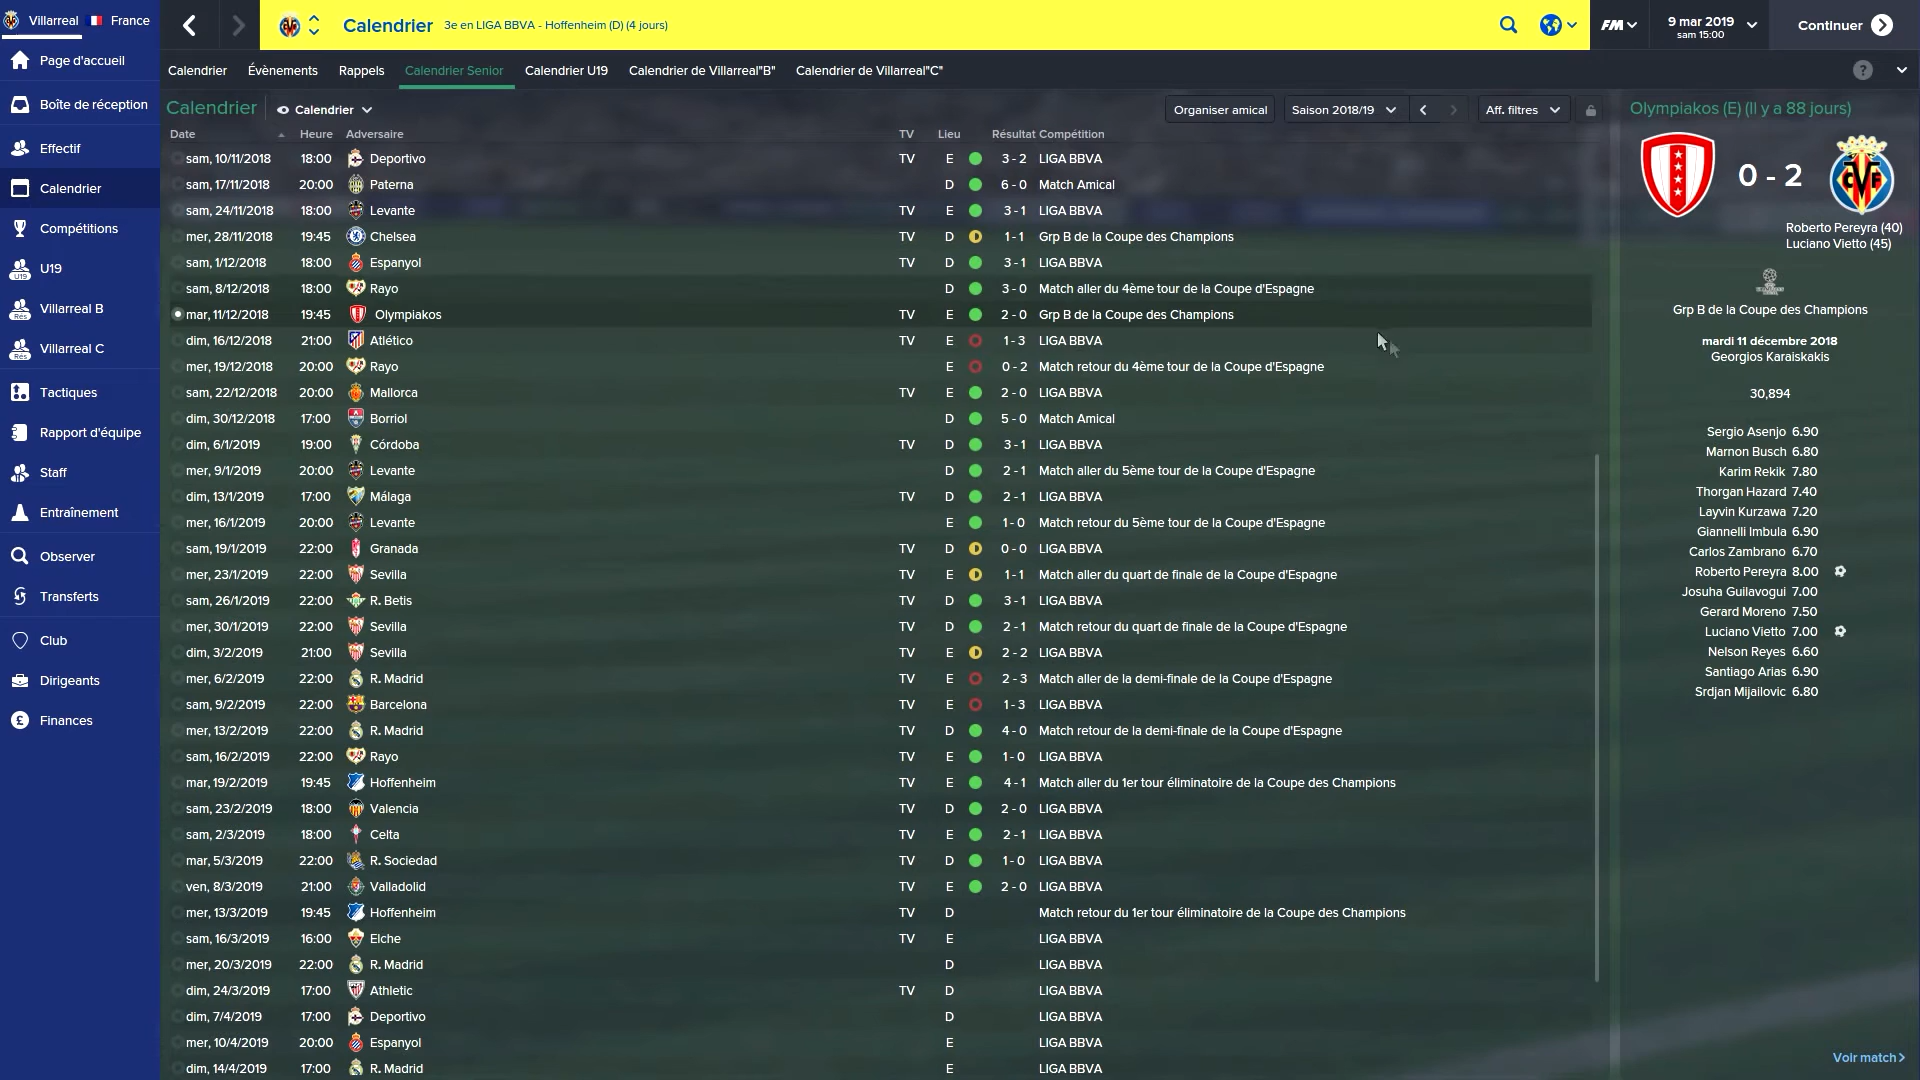 Villarreal France
Calendrier 3e en LIGA BBVA - Hoffenheim (D) (4 jours)
FM
9 mar 2019
sam 15:00
Continuer
Page d'accueil
Boîte de réception
Effectif
Calendrier
Compétitions
U19
U19
Villarreal B
Rés
Villarreal C
Rés
Tactiques
Rapport d'équipe
Staff
Entraînement
Observer
Transferts
Club
Dirigeants
Finances
Calendrier Évènements Rappels Calendrier Senior Calendrier U19 Calendrier de Villarreal"B" Calendrier de Villarreal"C" ?
Calendrier Calendrier Organiser amical Saison 2018/19 Aff. filtres
Date Heure Adversaire TV Lieu Résultat Compétition
sam, 10/11/2018 18:00 Deportivo TV E 3 - 2 LIGA BBVA
sam, 17/11/2018 20:00 Paterna D 6 - 0 Match Amical
sam, 24/11/2018 18:00 Levante TV E 3 - 1 LIGA BBVA
mer, 28/11/2018 19:45 Chelsea TV D 1 - 1 Grp B de la Coupe des Champions
sam, 1/12/2018 18:00 Espanyol TV D 3 - 1 LIGA BBVA
sam, 8/12/2018 18:00 Rayo D 3 - 0 Match aller du 4ème tour de la Coupe d'Espagne
mar, 11/12/2018 19:45 Olympiakos TV E 2 - 0 Grp B de la Coupe des Champions
dim, 16/12/2018 21:00 Atlético TV E 1 - 3 LIGA BBVA
mer, 19/12/2018 20:00 Rayo E 0 - 2 Match retour du 4ème tour de la Coupe d'Espagne
sam, 22/12/2018 20:00 Mallorca TV E 2 - 0 LIGA BBVA
dim, 30/12/2018 17:00 Borriol D 5 - 0 Match Amical
dim, 6/1/2019 19:00 Córdoba TV D 3 - 1 LIGA BBVA
mer, 9/1/2019 20:00 Levante D 2 - 1 Match aller du 5ème tour de la Coupe d'Espagne
dim, 13/1/2019 17:00 Málaga TV D 2 - 1 LIGA BBVA
mer, 16/1/2019 20:00 Levante E 1 - 0 Match retour du 5ème tour de la Coupe d'Espagne
sam, 19/1/2019 22:00 Granada TV D 0 - 0 LIGA BBVA
mer, 23/1/2019 22:00 Sevilla TV E 1 - 1 Match aller du quart de finale de la Coupe d'Espagne
sam, 26/1/2019 22:00 R. Betis TV D 3 - 1 LIGA BBVA
mer, 30/1/2019 22:00 Sevilla TV D 2 - 1 Match retour du quart de finale de la Coupe d'Espagne
dim, 3/2/2019 21:00 Sevilla TV E 2 - 2 LIGA BBVA
mer, 6/2/2019 22:00 R. Madrid TV E 2 - 3 Match aller de la demi-finale de la Coupe d'Espagne
sam, 9/2/2019 22:00 Barcelona TV E 1 - 3 LIGA BBVA
mer, 13/2/2019 22:00 R. Madrid TV D 4 - 0 Match retour de la demi-finale de la Coupe d'Espagne
sam, 16/2/2019 22:00 Rayo TV E 1 - 0 LIGA BBVA
mar, 19/2/2019 19:45 Hoffenheim TV E 4 - 1 Match aller du 1er tour éliminatoire de la Coupe des Champions
sam, 23/2/2019 18:00 Valencia TV D 2 - 0 LIGA BBVA
sam, 2/3/2019 18:00 Celta TV E 2 - 1 LIGA BBVA
mar, 5/3/2019 22:00 R. Sociedad TV D 1 - 0 LIGA BBVA
ven, 8/3/2019 21:00 Valladolid TV E 2 - 0 LIGA BBVA
mer, 13/3/2019 19:45 Hoffenheim TV D Match retour du 1er tour éliminatoire de la Coupe des Champions
sam, 16/3/2019 16:00 Elche TV E LIGA BBVA
mer, 20/3/2019 22:00 R. Madrid D LIGA BBVA
dim, 24/3/2019 17:00 Athletic TV D LIGA BBVA
dim, 7/4/2019 17:00 Deportivo D LIGA BBVA
mer, 10/4/2019 20:00 Espanyol E LIGA BBVA
dim, 14/4/2019 17:00 R. Madrid E LIGA BBVA
Olympiakos (E) (Il y a 88 jours)
0 - 2
Roberto Pereyra (40)
Luciano Vietto (45)
Grp B de la Coupe des Champions
mardi 11 décembre 2018
Georgios Karaiskakis
30,894
Sergio Asenjo 6.90
Marnon Busch 6.80
Karim Rekik 7.80
Thorgan Hazard 7.40
Layvin Kurzawa 7.20
Giannelli Imbula 6.90
Carlos Zambrano 6.70
Roberto Pereyra 8.00
Josuha Guilavogui 7.00
Gerard Moreno 7.50
Luciano Vietto 7.00
Nelson Reyes 6.60
Santiago Arias 6.90
Srdjan Mijailovic 6.80
Voir match >